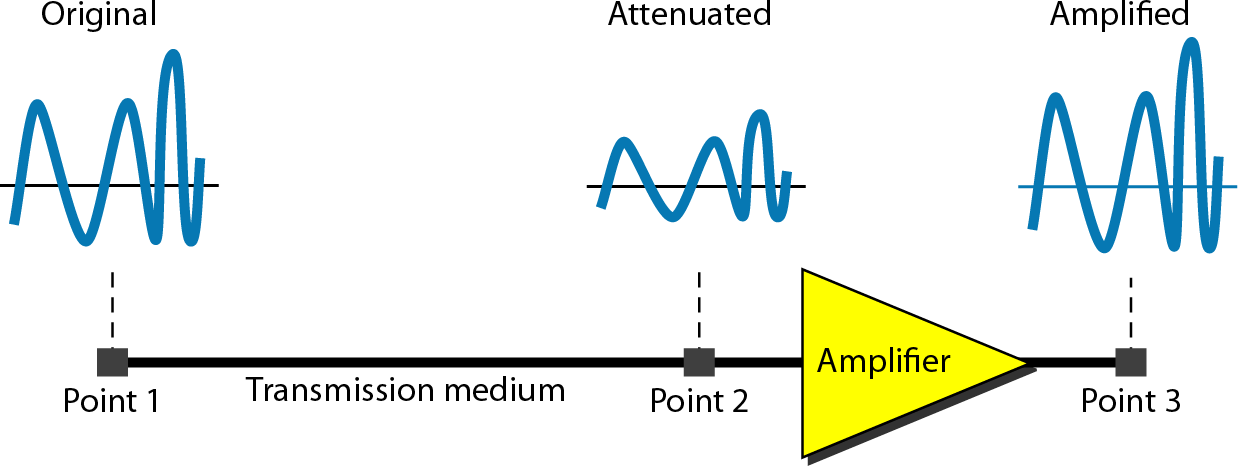 Original
Attenuated
Amplified
Amplifier
Transmission medium
Point 1
Point 2
Point 3